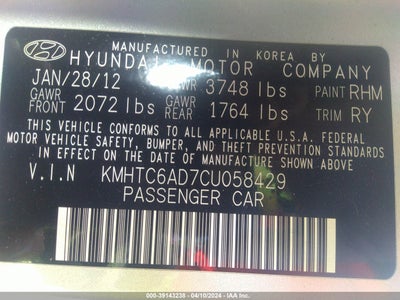 MANUFACTURED IN KOREA BY
HYUNDAI MOTOR COMPANY
JAN/28/12 GVWR 3748 lbs PAINT RHM
GAWR FRONT 2072 lbs GAWR REAR 1764 lbs TRIM RY
THIS VEHICLE CONFORMS TO ALL APPLICABLE U.S.A. FEDERAL
MOTOR VEHICLE SAFETY, BUMPER, AND THEFT PREVENTION STANDARDS
IN EFFECT ON THE DATE OF MANUFACTURE SHOWN ABOVE.
V.I.N KMHTC6AD7CU058429
PASSENGER CAR
000-39143238 - 04/10/2024 - IAAI.COM